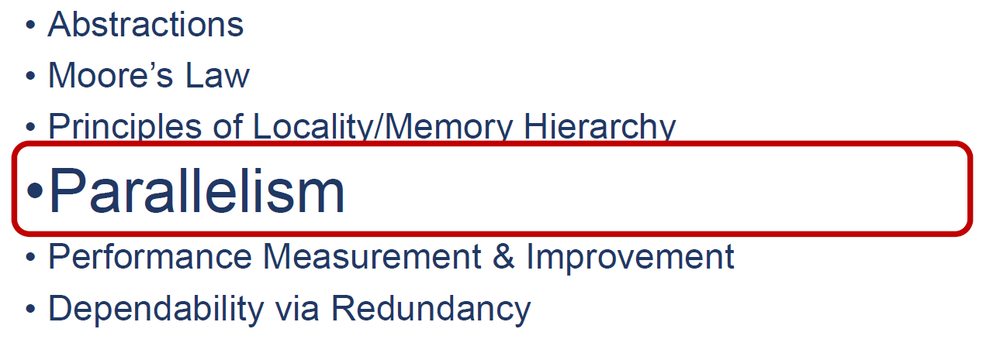 • Abstractions
• Moore’s Law
• Principles of Locality/Memory Hierarchy
•Parallelism
• Performance Measurement & Improvement
• Dependability via Redundancy